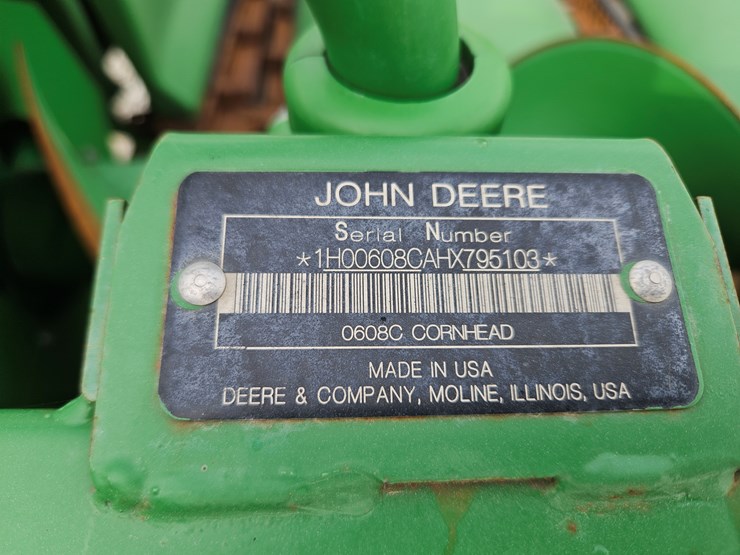 JOHN DEERE
Serial Number
*1H00608CAHX795103*
0608C CORNHEAD
MADE IN USA
DEERE & COMPANY, MOLINE, ILLINOIS, USA